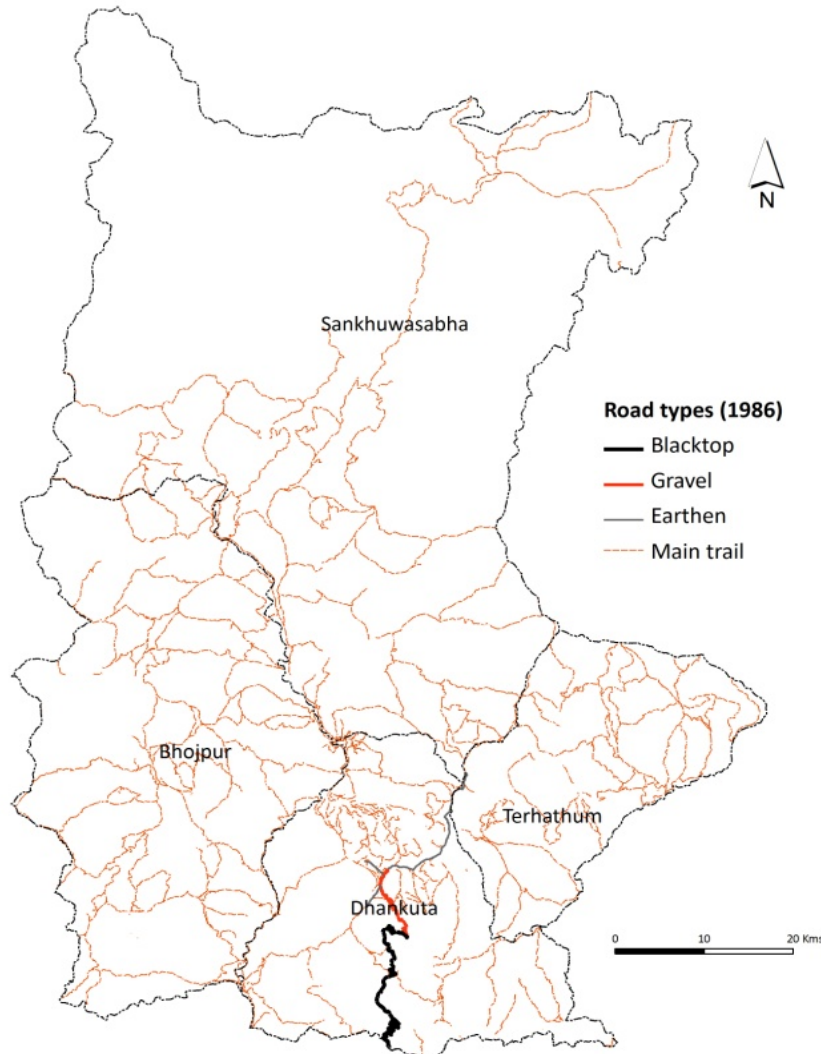 N
Sankhuwasabha
Road types (1986)
Blacktop
Gravel
Earthen
Main trail
Bhojpur
Terhathum
Dhankuta
0 10 20 Kms